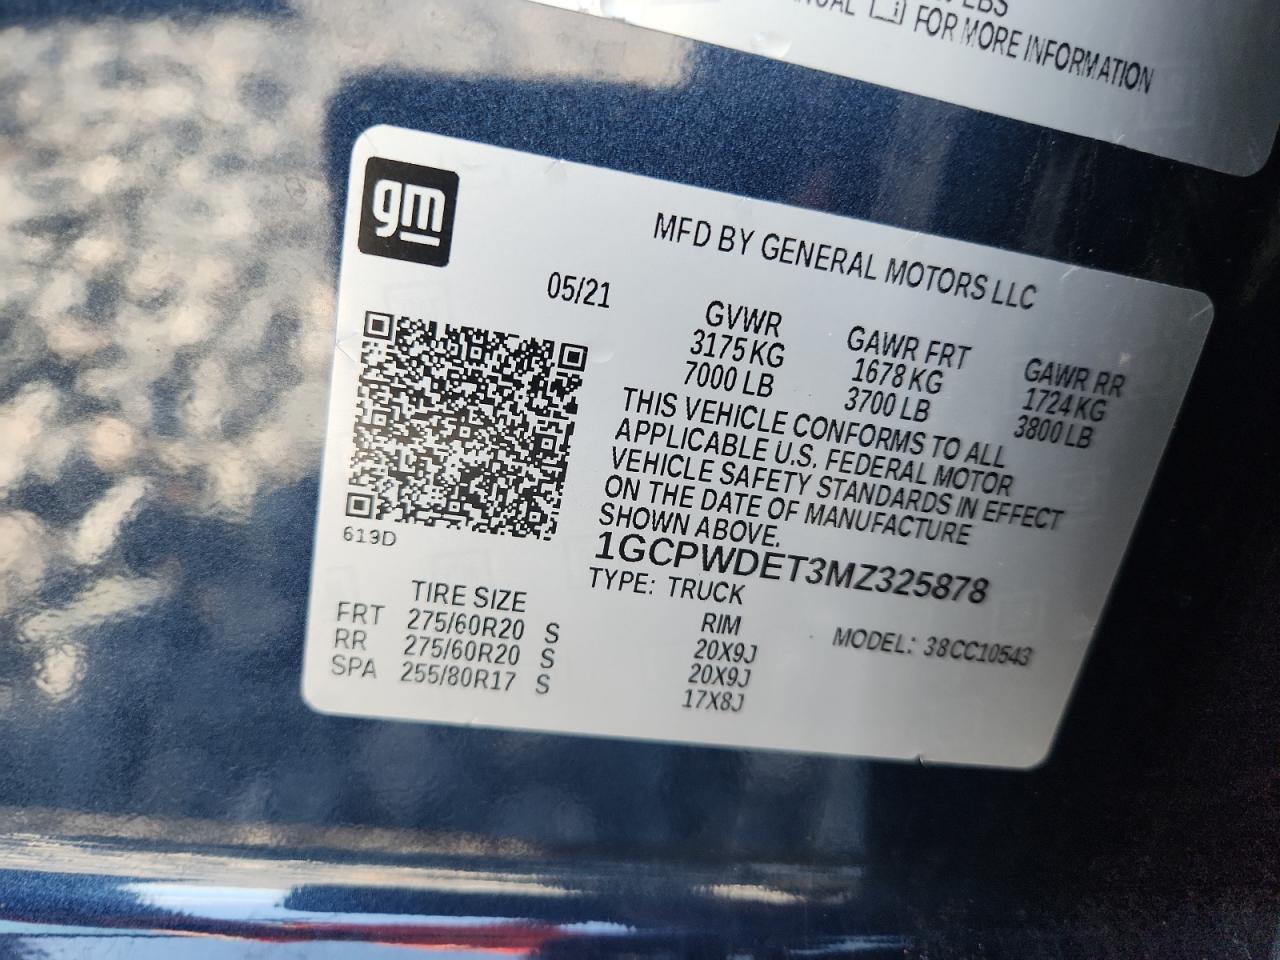 LBS
FOR MORE INFORMATION
gm
MFD BY GENERAL MOTORS LLC
05/21
GVWR GAWR FRT GAWR RR
3175 KG 1678 KG 1724 KG
7000 LB 3700 LB 3800 LB
THIS VEHICLE CONFORMS TO ALL
APPLICABLE U.S. FEDERAL MOTOR
VEHICLE SAFETY STANDARDS IN EFFECT
ON THE DATE OF MANUFACTURE
SHOWN ABOVE.
619D
1GCPWDET3MZ325878
TYPE: TRUCK
MODEL: 38CC10543
TIRE SIZE RIM
FRT 275/60R20 S 20X9J
RR 275/60R20 S 20X9J
SPA 255/80R17 S 17X8J